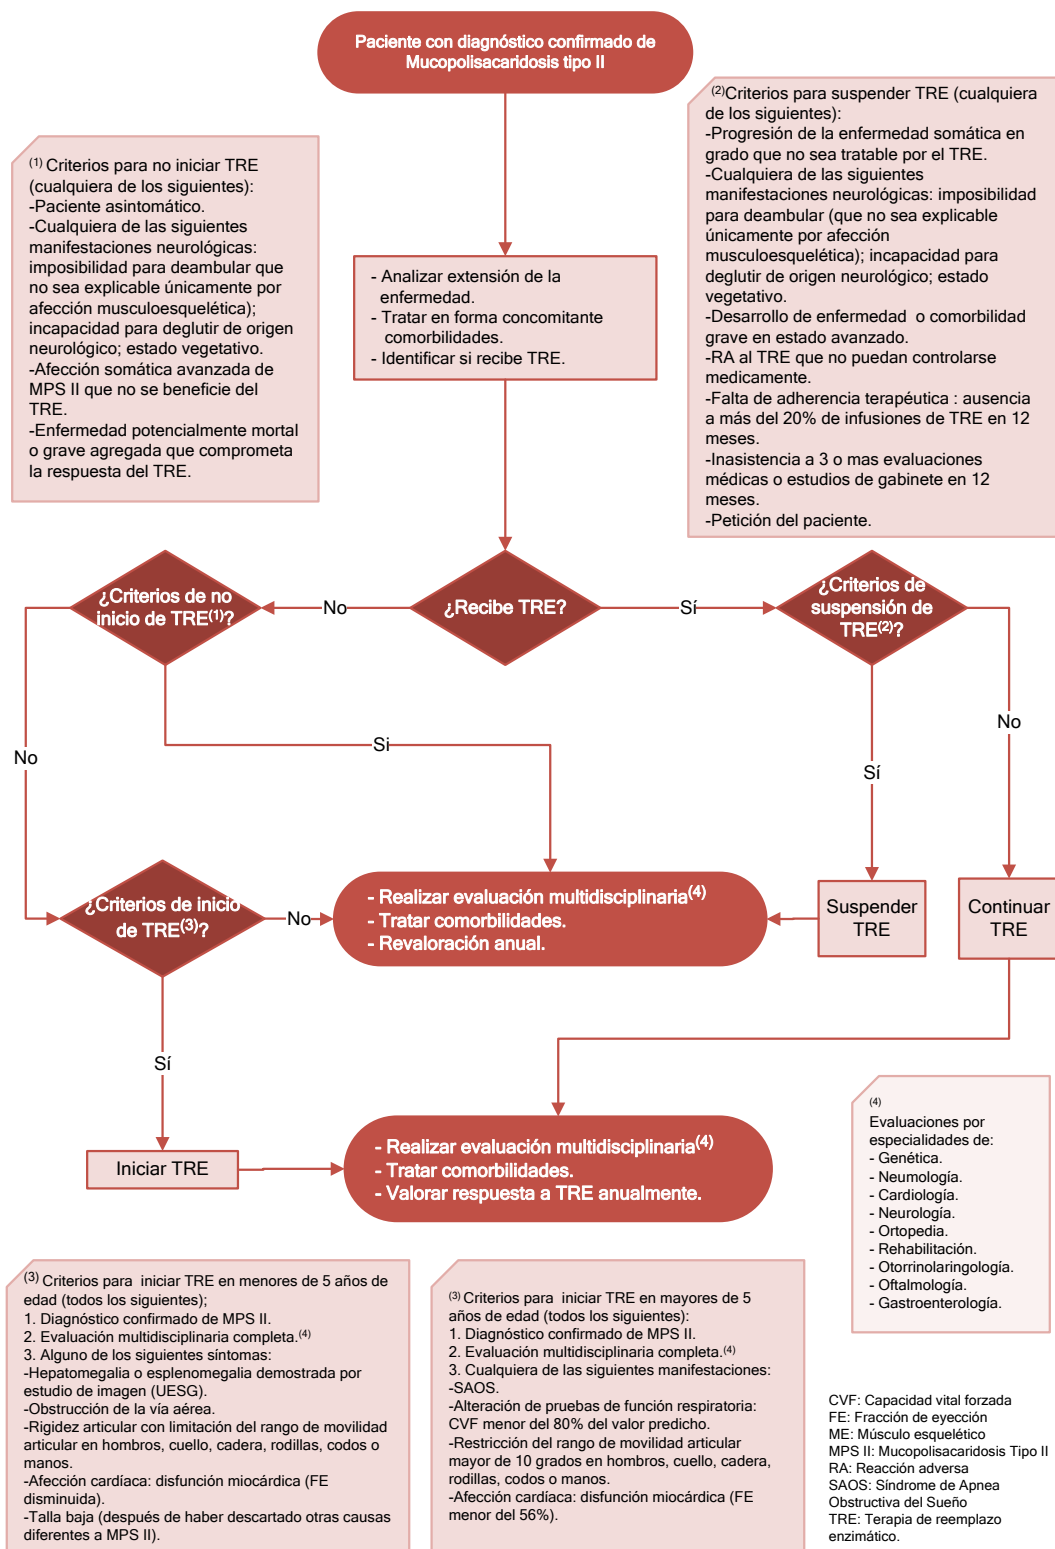 Paciente con diagnóstico confirmado de
Mucopolisacaridosis tipo II
(1) Criterios para no iniciar TRE
(cualquiera de los siguientes):
-Paciente asintomático.
-Cualquiera de las siguientes
manifestaciones neurológicas:
imposibilidad para deambular que
no sea explicable únicamente por
afección musculoesquelética);
incapacidad para deglutir de origen
neurológico; estado vegetativo.
-Afección somática avanzada de
MPS II que no se beneficie del
TRE.
-Enfermedad potencialmente mortal
o grave agregada que comprometa
la respuesta del TRE.
- Analizar extensión de la
enfermedad.
- Tratar en forma concomitante
comorbilidades.
- Identificar si recibe TRE.
(2)Criterios para suspender TRE (cualquiera
de los siguientes):
-Progresión de la enfermedad somática en
grado que no sea tratable por el TRE.
-Cualquiera de las siguientes
manifestaciones neurológicas: imposibilidad
para deambular (que no sea explicable
únicamente por afección
musculoesquelética); incapacidad para
deglutir de origen neurológico; estado
vegetativo.
-Desarrollo de enfermedad o comorbilidad
grave en estado avanzado.
-RA al TRE que no puedan controlarse
medicamente.
-Falta de adherencia terapéutica : ausencia
a más del 20% de infusiones de TRE en 12
meses.
-Inasistencia a 3 o mas evaluaciones
médicas o estudios de gabinete en 12
meses.
-Petición del paciente.
¿Criterios de no
inicio de TRE(1)?
No
¿Recibe TRE?
Sí
¿Criterios de
suspensión de
TRE(2)?
No
Si
Sí
No
¿Criterios de inicio
de TRE(3)?
No
- Realizar evaluación multidisciplinaria(4)
- Tratar comorbilidades.
- Revaloración anual.
Suspender
TRE
Continuar
TRE
Sí
Iniciar TRE
- Realizar evaluación multidisciplinaria(4)
- Tratar comorbilidades.
- Valorar respuesta a TRE anualmente.
(4)
Evaluaciones por
especialidades de:
- Genética.
- Neumología.
- Cardiología.
- Neurología.
- Ortopedia.
- Rehabilitación.
- Otorrinolaringología.
- Oftalmología.
- Gastroenterología.
(3) Criterios para iniciar TRE en menores de 5 años de
edad (todos los siguientes);
1. Diagnóstico confirmado de MPS II.
2. Evaluación multidisciplinaria completa.(4)
3. Alguno de los siguientes síntomas:
-Hepatomegalia o esplenomegalia demostrada por
estudio de imagen (UESG).
-Obstrucción de la vía aérea.
-Rigidez articular con limitación del rango de movilidad
articular en hombros, cuello, cadera, rodillas, codos o
manos.
-Afección cardíaca: disfunción miocárdica (FE
disminuida).
-Talla baja (después de haber descartado otras causas
diferentes a MPS II).
(3) Criterios para iniciar TRE en mayores de 5
años de edad (todos los siguientes):
1. Diagnóstico confirmado de MPS II.
2. Evaluación multidisciplinaria completa.(4)
3. Cualquiera de las siguientes manifestaciones:
-SAOS.
-Alteración de pruebas de función respiratoria:
CVF menor del 80% del valor predicho.
-Restricción del rango de movilidad articular
mayor de 10 grados en hombros, cuello, cadera,
rodillas, codos o manos.
-Afección cardíaca: disfunción miocárdica (FE
menor del 56%).
CVF: Capacidad vital forzada
FE: Fracción de eyección
ME: Músculo esquelético
MPS II: Mucopolisacaridosis Tipo II
RA: Reacción adversa
SAOS: Síndrome de Apnea
Obstructiva del Sueño
TRE: Terapia de reemplazo
enzimático.